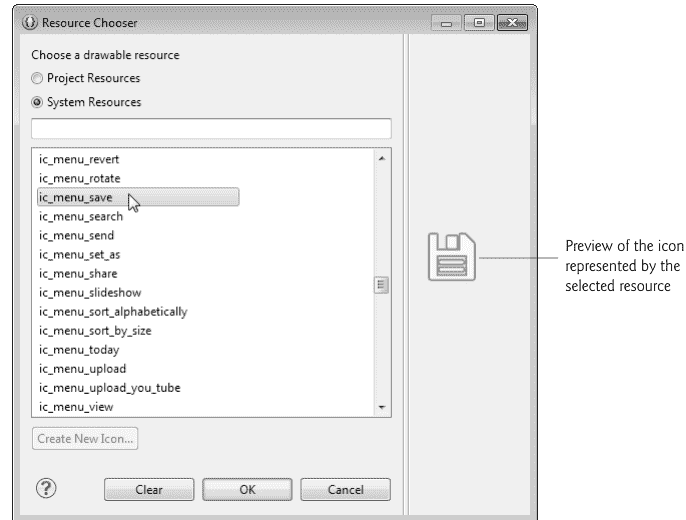 Resource Chooser
Choose a drawable resource
Project Resources
System Resources
ic_menu_revert
ic_menu_rotate
ic_menu_save
ic_menu_search
ic_menu_send
ic_menu_set_as
ic_menu_share
ic_menu_slideshow
ic_menu_sort_alphabetically
ic_menu_sort_by_size
ic_menu_today
ic_menu_upload
ic_menu_upload_you_tube
ic_menu_view
Preview of the icon
represented by the
selected resource
Create New Icon...
?
Clear OK Cancel